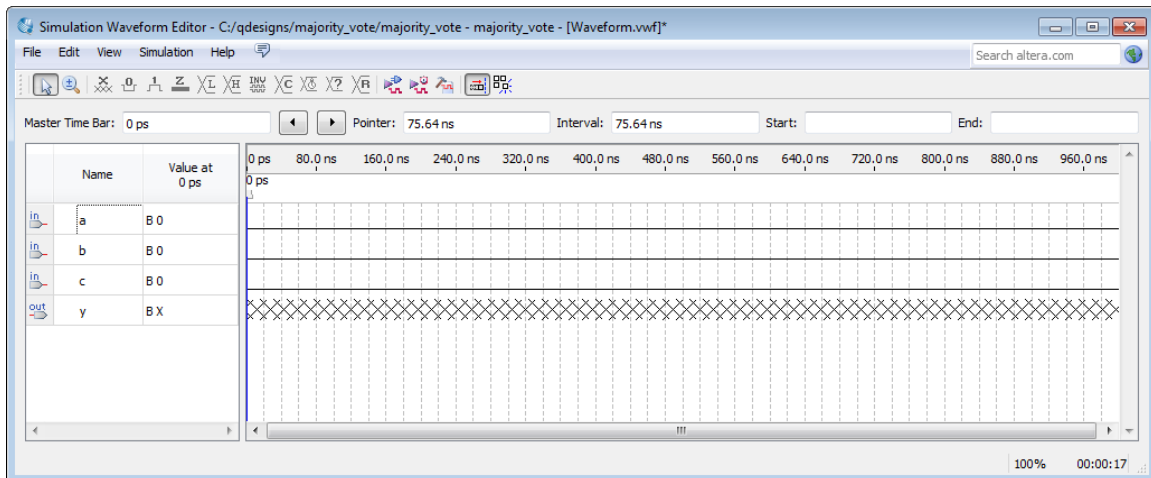 Simulation Waveform Editor - C:/qdesigns/majority_vote/majority_vote - majority_vote - [Waveform.vwf]*
File Edit View Simulation Help
Search altera.com
Master Time Bar: 0 ps Pointer: 75.64 ns Interval: 75.64 ns Start: End:
Name Value at 0 ps 0 ps 80.0 ns 160.0 ns 240.0 ns 320.0 ns 400.0 ns 480.0 ns 560.0 ns 640.0 ns 720.0 ns 800.0 ns 880.0 ns 960.0 ns
0 ps
in a B 0
in b B 0
in c B 0
out y B X
100% 00:00:17